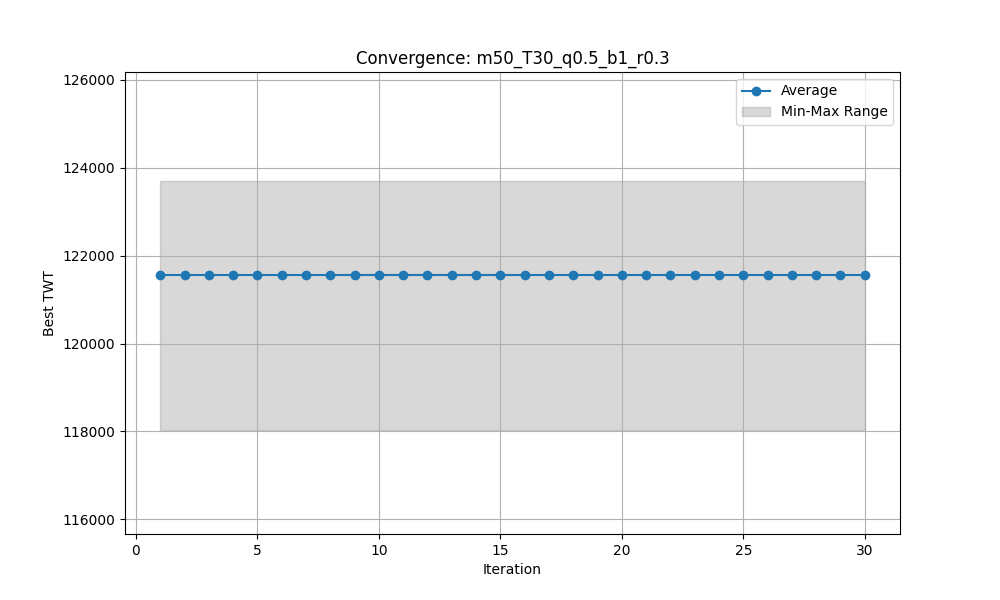 Convergence: m50_T30_q0.5_b1_r0.3
126000
124000
122000
120000
118000
116000
Best TWT
Average
Min-Max Range
0 5 10 15 20 25 30
Iteration